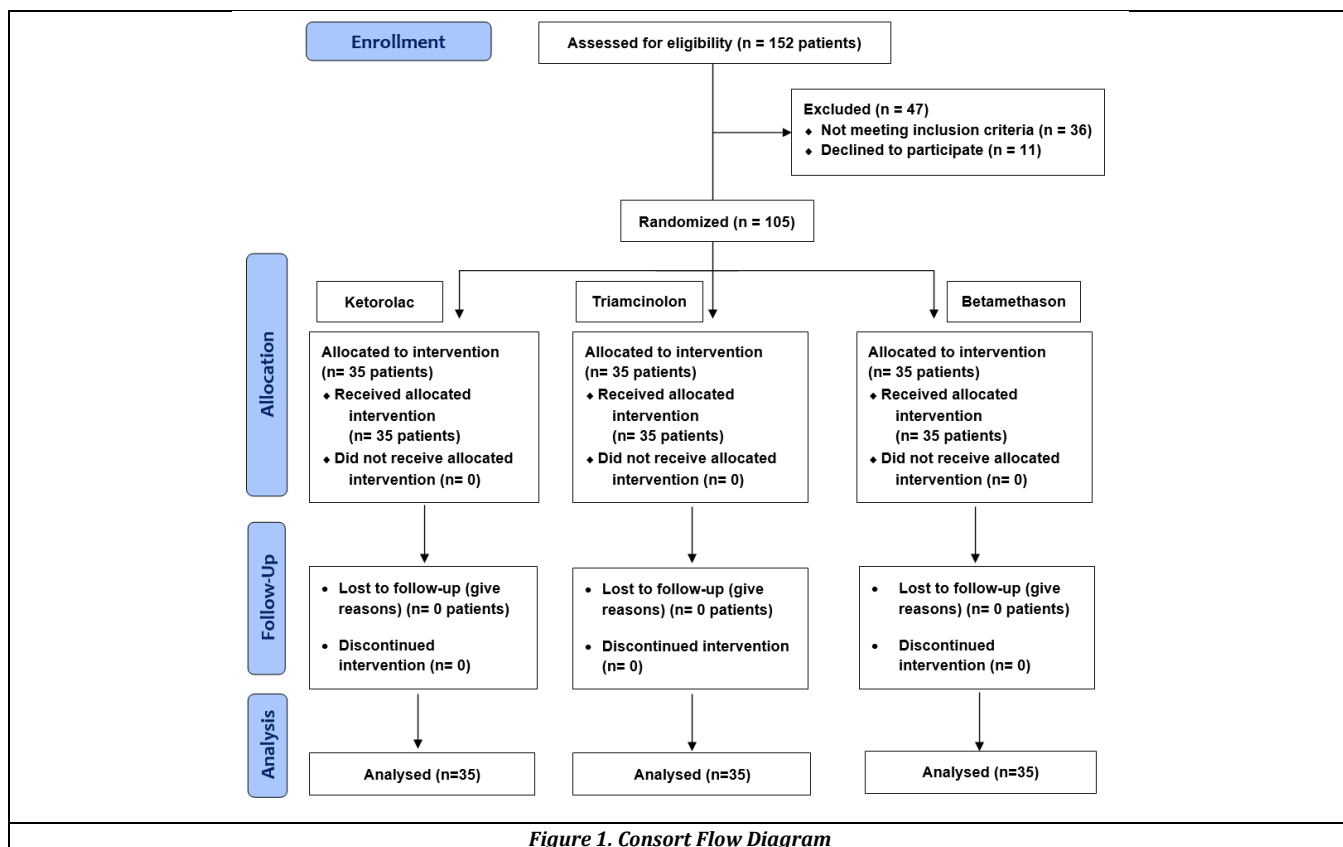 Enrollment
Assessed for eligibility (n = 152 patients)
Excluded (n = 47)
◆ Not meeting inclusion criteria (n = 36)
◆ Declined to participate (n = 11)
Randomized (n = 105)
Allocation
Ketorolac
Allocated to intervention
(n= 35 patients)
◆ Received allocated
intervention
(n= 35 patients)
◆ Did not receive allocated
intervention (n= 0)
Triamcinolon
Allocated to intervention
(n= 35 patients)
◆ Received allocated
intervention
(n= 35 patients)
◆ Did not receive allocated
intervention (n= 0)
Betamethason
Allocated to intervention
(n= 35 patients)
◆ Received allocated
intervention
(n= 35 patients)
◆ Did not receive allocated
intervention (n= 0)
Follow-Up
• Lost to follow-up (give
reasons) (n= 0 patients)
• Discontinued
intervention (n= 0)
• Lost to follow-up (give
reasons) (n= 0 patients)
• Discontinued intervention
(n= 0)
• Lost to follow-up (give
reasons) (n= 0 patients)
• Discontinued
intervention (n= 0)
Analysis
Analysed (n=35)
Analysed (n=35)
Analysed (n=35)
Figure 1. Consort Flow Diagram